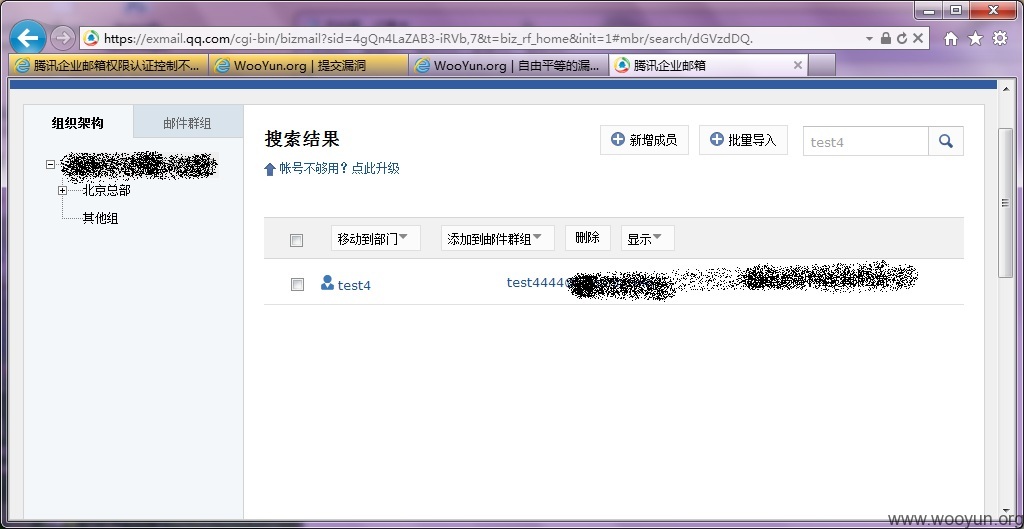 https://exmail.qq.com/cgi-bin/bizmail?sid=4gQn4LaZAB3-iRVb,7&t=biz_rf_home&init=1#mbr/search/dGVzdDQ.
腾讯企业邮箱权限认证控制不... WooYun.org | 提交漏洞 WooYun.org | 自由平等的漏... 腾讯企业邮箱
组织架构 邮件群组
北京总部
其他组
搜索结果 新增成员 批量导入 test4
帐号不够用？点此升级
移动到部门 添加到邮件群组 删除 显示
test4 test4444
www.wooyun.org